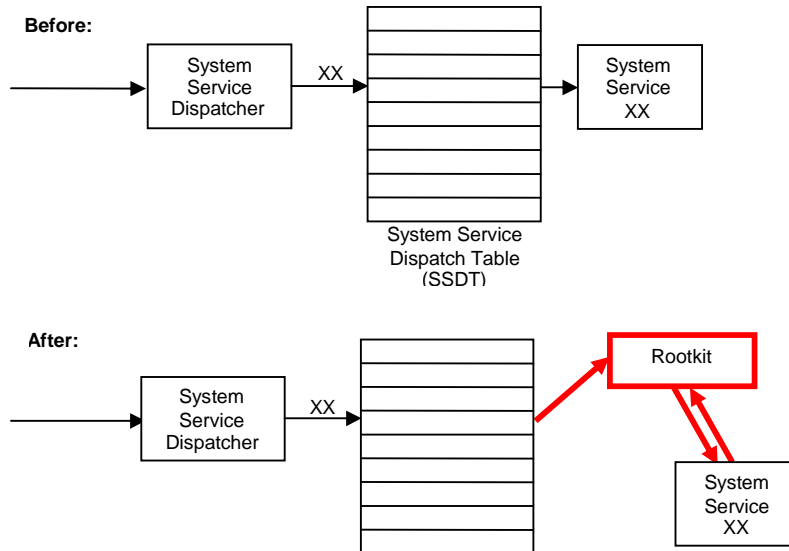 Before:
System
Service
Dispatcher
XX
System
Service
XX
System Service
Dispatch Table
(SSDT)
After:
System
Service
Dispatcher
XX
Rootkit
System
Service
XX